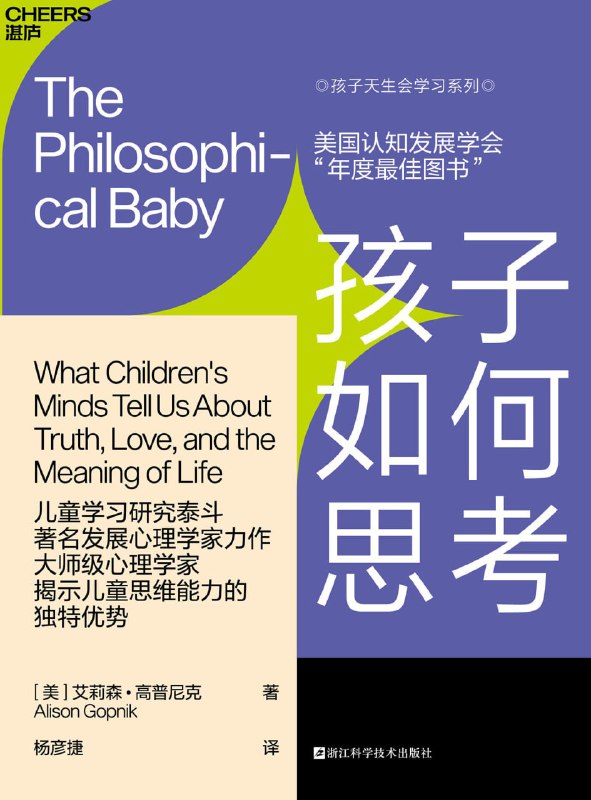 CHEERS
湛庐
The
Philosophi-
cal Baby
◎孩子天生会学习系列◎
美国认知发展学会
“年度最佳图书”
孩子
如何
思考
What Children's
Minds Tell Us About
Truth, Love, and the
Meaning of Life
儿童学习研究泰斗
著名发展心理学家力作
大师级心理学家
揭示儿童思维能力的
独特优势
[美]艾莉森·高普尼克 著
Alison Gopnik
杨彦捷 译
浙江科学技术出版社